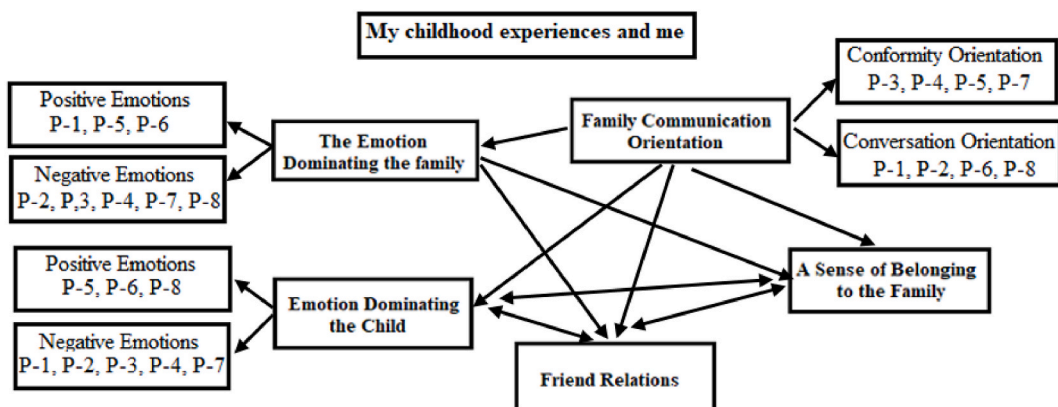 My childhood experiences and me
Positive Emotions
P-1, P-5, P-6
Negative Emotions
P-2, P,3, P-4, P-7, P-8
The Emotion
Dominating the family
Family Communication
Orientation
Conformity Orientation
P-3, P-4, P-5, P-7
Conversation Orientation
P-1, P-2, P-6, P-8
Positive Emotions
P-5, P-6, P-8
Negative Emotions
P-1, P-2, P-3, P-4, P-7
Emotion Dominating
the Child
A Sense of Belonging
to the Family
Friend Relations